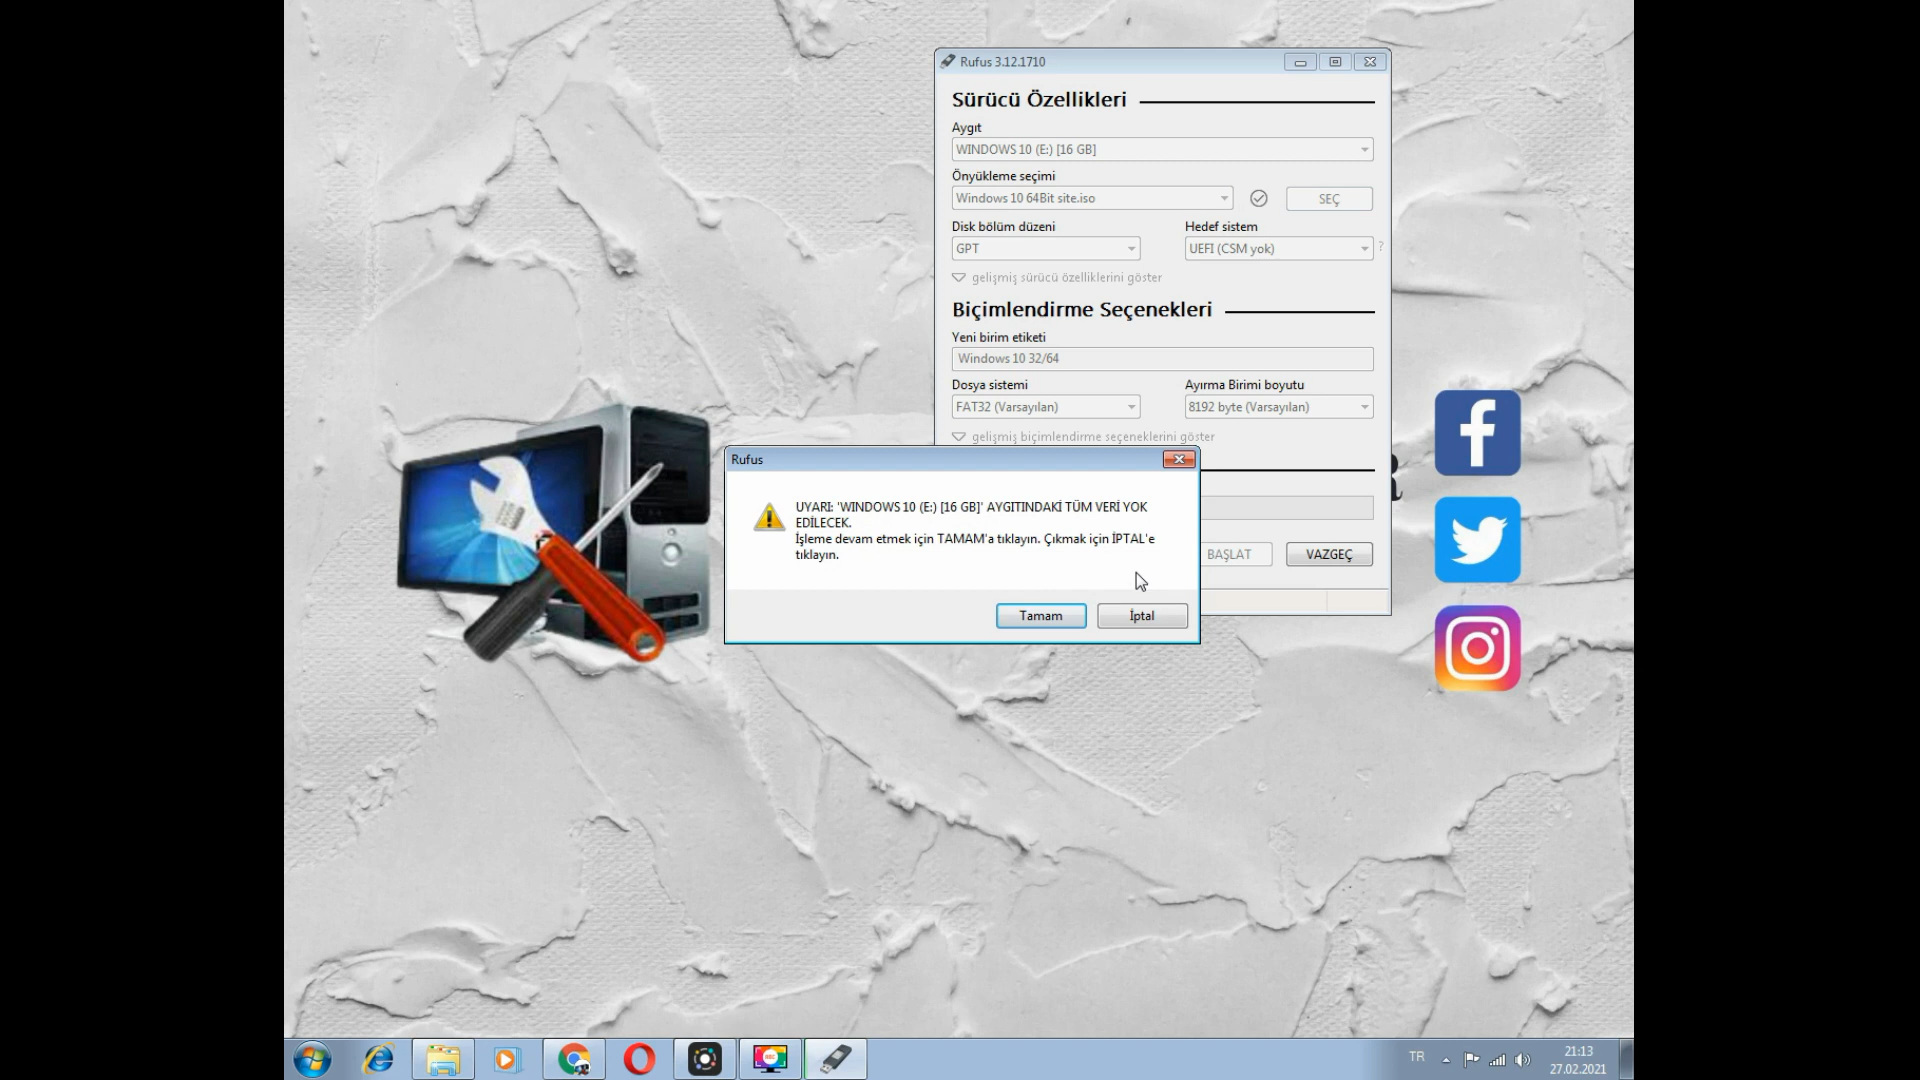 Rufus 3.12.1710
Sürücü Özellikleri
Aygıt
WINDOWS 10 (E:) [16 GB]
Önyükleme seçimi
Windows 10 64Bit site.iso
SEÇ
Disk bölüm düzeni
Hedef sistem
GPT
UEFI (CSM yok)
?
gelişmiş sürücü özelliklerini göster
Biçimlendirme Seçenekleri
Yeni birim etiketi
Windows 10 32/64
Dosya sistemi
Ayırma Birimi boyutu
FAT32 (Varsayılan)
8192 byte (Varsayılan)
gelişmiş biçimlendirme seçeneklerini göster
BAŞLAT
VAZGEÇ
Rufus
UYARI: 'WINDOWS 10 (E:) [16 GB]' AYGITINDAKİ TÜM VERİ YOK
EDİLECEK.
İşleme devam etmek için TAMAM'a tıklayın. Çıkmak için İPTAL'e
tıklayın.
Tamam
İptal
TR
21:13
27.02.2021